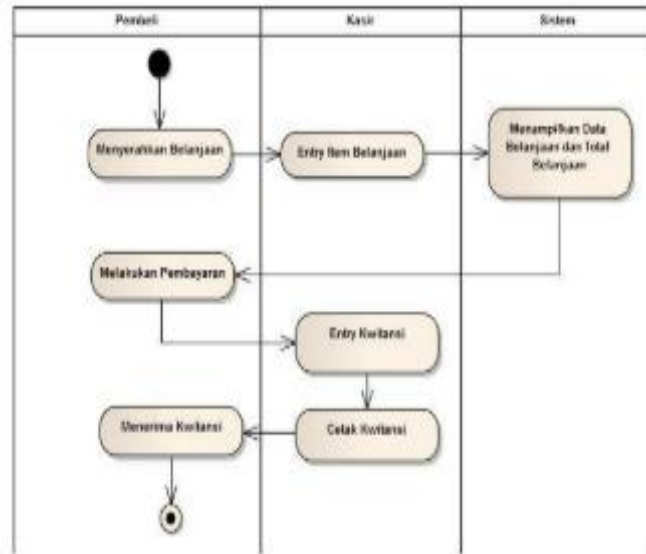 Pembeli
Kasir
Sistem
Menyerahkan Belanjaan
Entry Item Belanjaan
Menampilkan Data
Belanjaan dan Total
Belanjaan
Melakukan Pembayaran
Entry Kwitansi
Cetak Kwitansi
Menerima Kwitansi